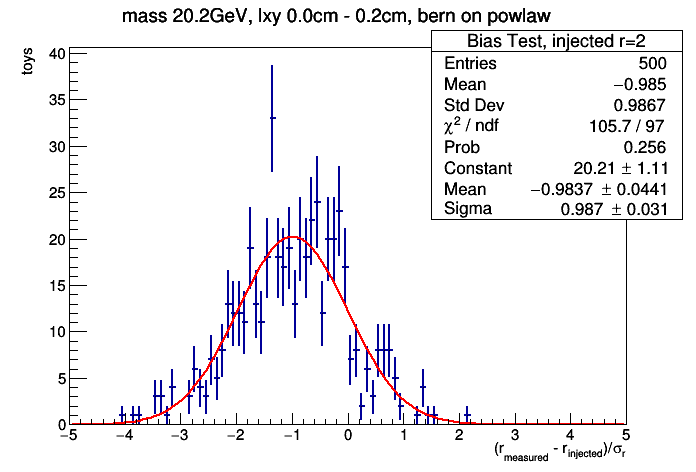 mass 20.2GeV, lxy 0.0cm - 0.2cm, bern on powlaw
Bias Test, injected r=2
Entries 500
Mean −0.985
Std Dev 0.9867
χ² / ndf 105.7 / 97
Prob 0.256
Constant 20.21 ± 1.11
Mean −0.9837 ± 0.0441
Sigma 0.987 ± 0.031
toys
40
35
30
25
20
15
10
5
0
−5 −4 −3 −2 −1 0 1 2 3 4 5
(r_measured - r_injected)/σ_r